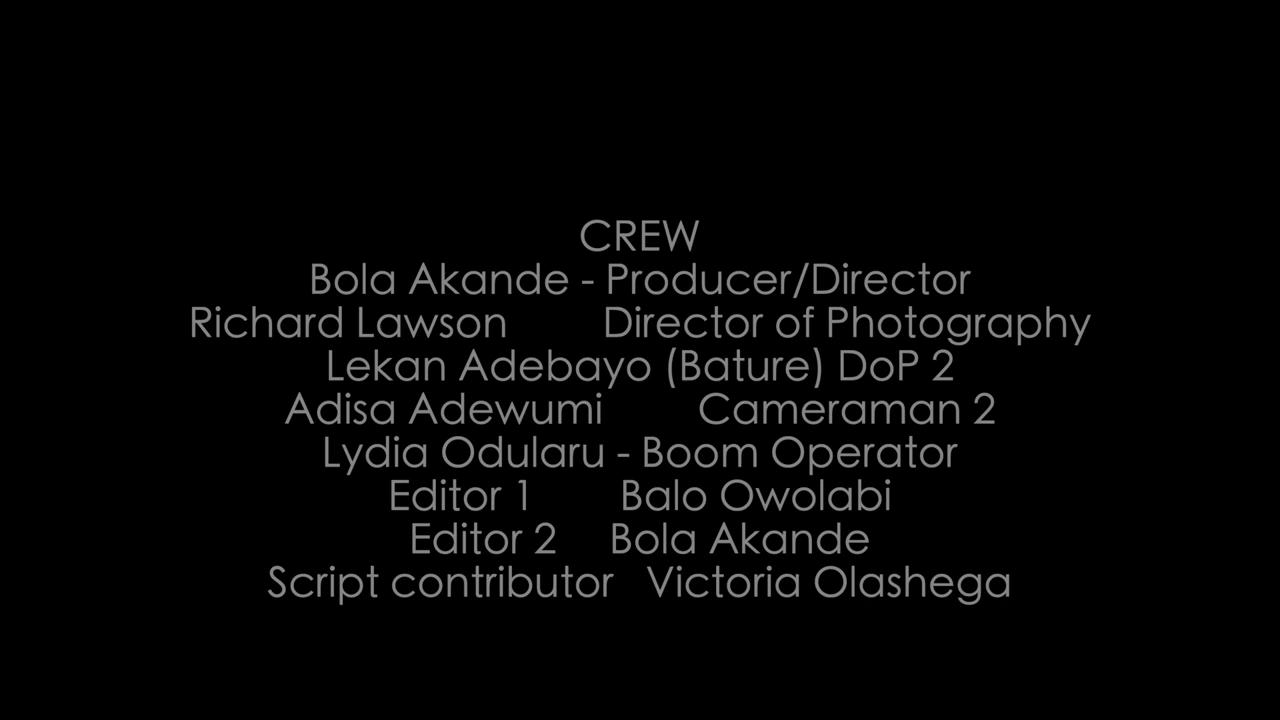 CREW
Bola Akande - Producer/Director
Richard Lawson Director of Photography
Lekan Adebayo (Bature) DoP 2
Adisa Adewumi Cameraman 2
Lydia Odularu - Boom Operator
Editor 1 Balo Owolabi
Editor 2 Bola Akande
Script contributor Victoria Olashega